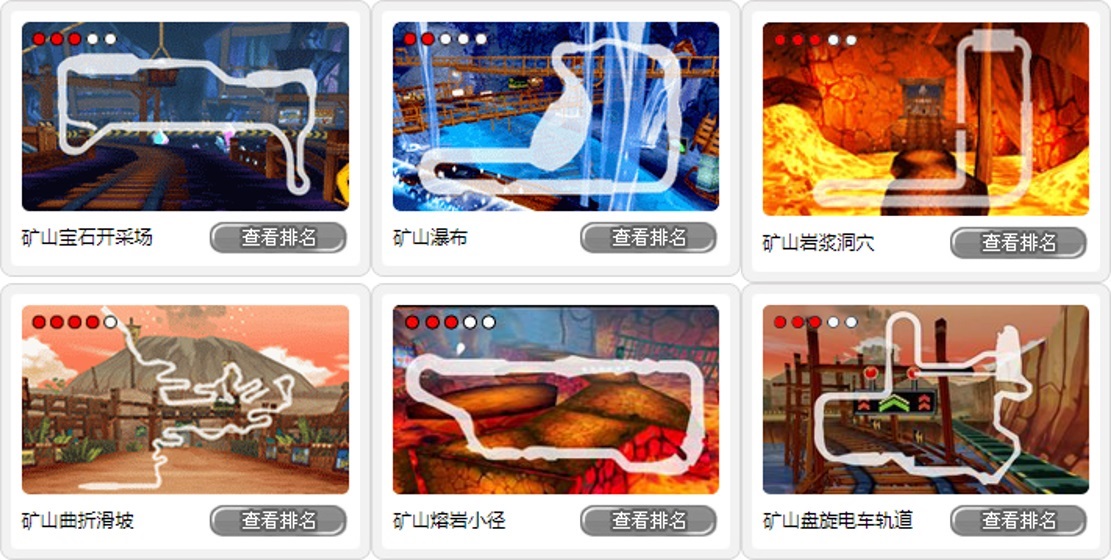 矿山宝石开采场 查看排名
矿山瀑布 查看排名
矿山岩浆洞穴 查看排名
矿山曲折滑坡 查看排名
矿山熔岩小径 查看排名
矿山盘旋电车轨道 查看排名